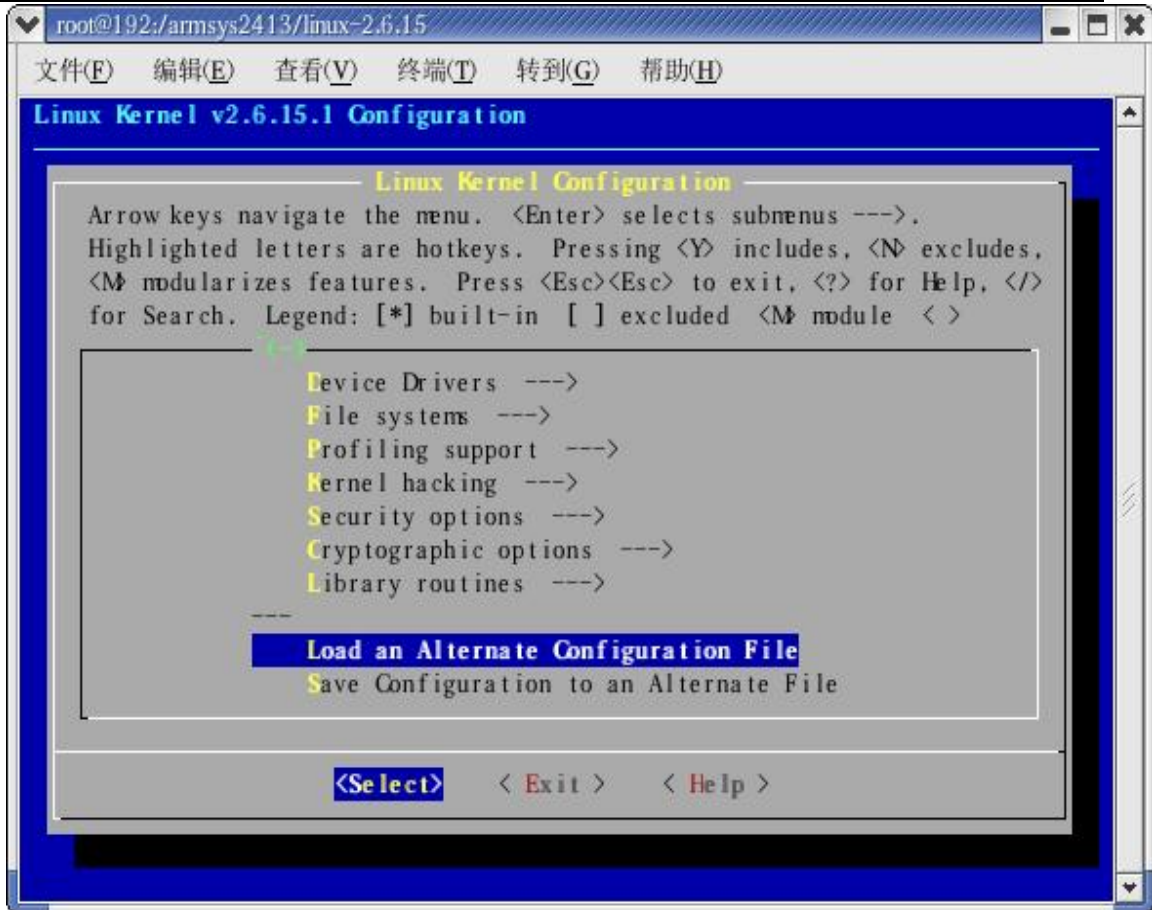 root@192:/armsys2413/linux-2.6.15
文件(F) 编辑(E) 查看(V) 终端(T) 转到(G) 帮助(H)
Linux Kernel v2.6.15.1 Configuration
Linux Kernel Configuration
Arrow keys navigate the menu. <Enter> selects submenus --->.
Highlighted letters are hotkeys. Pressing <Y> includes, <N> excludes,
<M> modularizes features. Press <Esc><Esc> to exit, <?> for Help, </>
for Search. Legend: [*] built-in [ ] excluded <M> module < >
^(-)
Device Drivers --->
File systems --->
Profiling support --->
Kernel hacking --->
Security options --->
Cryptographic options --->
Library routines --->
---
Load an Alternate Configuration File
Save Configuration to an Alternate File
<Select> < Exit > < Help >